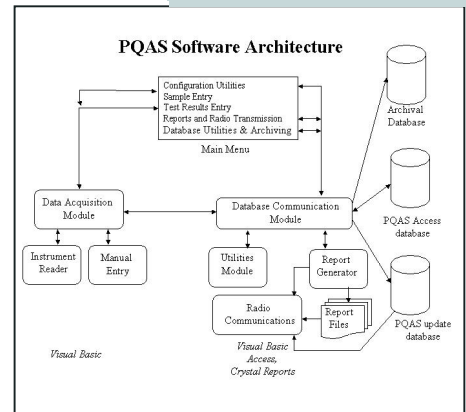 PQAS Software Architecture
Configuration Utilities
Sample Entry
Test Results Entry
Reports and Radio Transmission
Database Utilities & Archiving
Main Menu
Archival
Database
Data Acquisition
Module
Database Communication
Module
PQAS Access
database
Instrument
Reader
Manual
Entry
Utilities
Module
Report
Generator
Radio
Communications
Report
Files
PQAS update
database
Visual Basic
Visual Basic
Access,
Crystal Reports